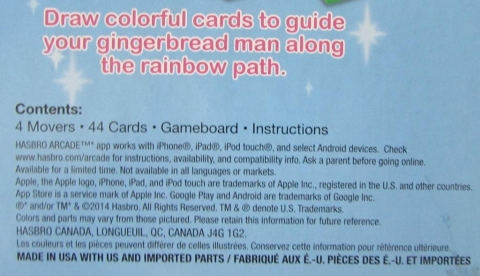 Draw colorful cards to guide
your gingerbread man along
the rainbow path.
Contents:
4 Movers • 44 Cards • Gameboard • Instructions
HASBRO ARCADE™* app works with iPhone®, iPad®, iPod touch®, and select Android devices. Check
www.hasbro.com/arcade for instructions, availability, and compatibility info. Ask a parent before going online.
Available for a limited time. Not available in all languages or markets.
Apple, the Apple logo, iPhone, iPad, and iPod touch are trademarks of Apple Inc., registered in the U.S. and other countries.
App Store is a service mark of Apple Inc. Google Play and Android are trademarks of Google Inc.
®* and/or TM* & ©2014 Hasbro. All Rights Reserved. TM & ® denote U.S. Trademarks.
Colors and parts may vary from those pictured. Please retain this information for future reference.
HASBRO CANADA, LONGUEUIL, QC, CANADA J4G 1G2.
Les couleurs et les pièces peuvent différer de celles illustrées. Conservez cette information pour référence ultérieure.
MADE IN USA WITH US AND IMPORTED PARTS / FABRIQUÉ AUX É.-U. PIÈCES DES É.-U. ET IMPORTÉES